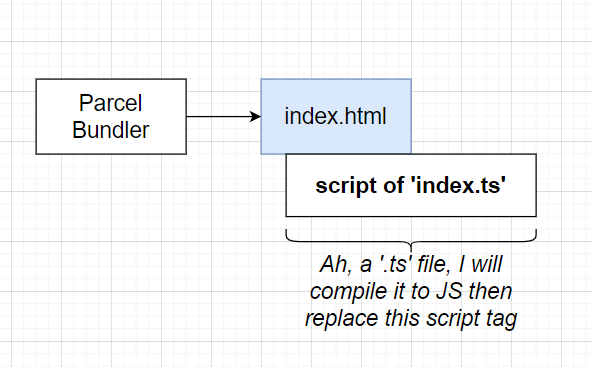 Parcel
Bundler
index.html
script of 'index.ts'
Ah, a '.ts' file, I will
compile it to JS then
replace this script tag